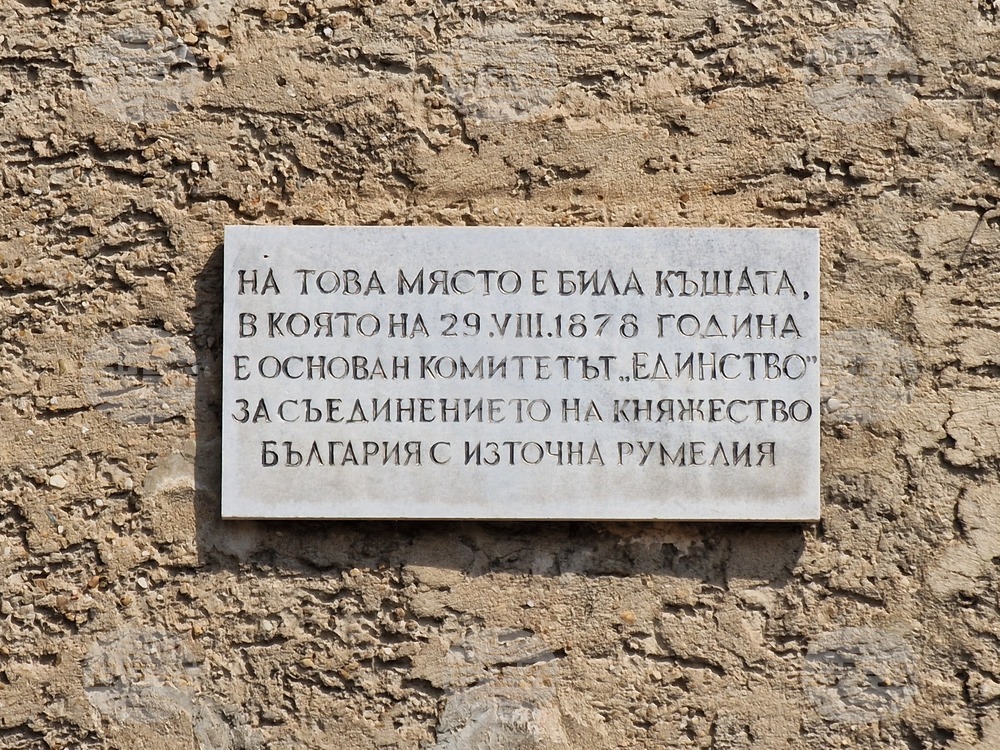 НА ТОВА МЯСТО Е БИЛА КЪЩАТА,
В КОЯТО НА 29.VIII.1878 ГОДИНА
Е ОСНОВАН КОМИТЕТЪТ „ЕДИНСТВО”
ЗА СЪЕДИНЕНИЕТО НА КНЯЖЕСТВО
БЪЛГАРИЯ С ИЗТОЧНА РУМЕЛИЯ